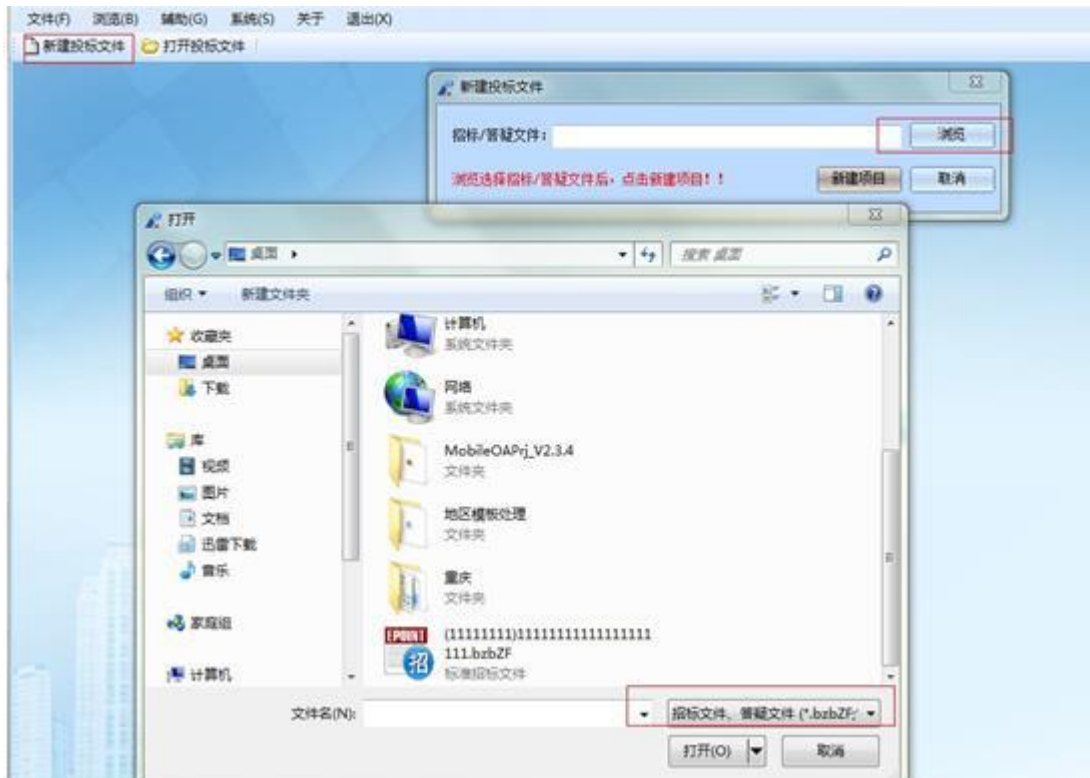 文件(F) 浏览(B) 辅助(G) 系统(S) 关于 退出(X)
新建投标文件 打开投标文件
新建投标文件
招标/答疑文件: 浏览
浏览选择招标/答疑文件后,点击新建项目!! 新建项目 取消
打开
桌面 搜索 桌面
组织 新建文件夹
收藏夹
桌面
下载
库
视频
图片
文档
迅雷下载
音乐
家庭组
计算机
计算机
系统文件夹
网络
系统文件夹
MobileOAPrj_V2.3.4
文件夹
地区模板处理
文件夹
重庆
文件夹
EPOINT
招
(11111111)11111111111111111
111.bzbZF
标准招标文件
文件名(N): 招标文件、答疑文件 (*.bzbZF;
打开(O) 取消